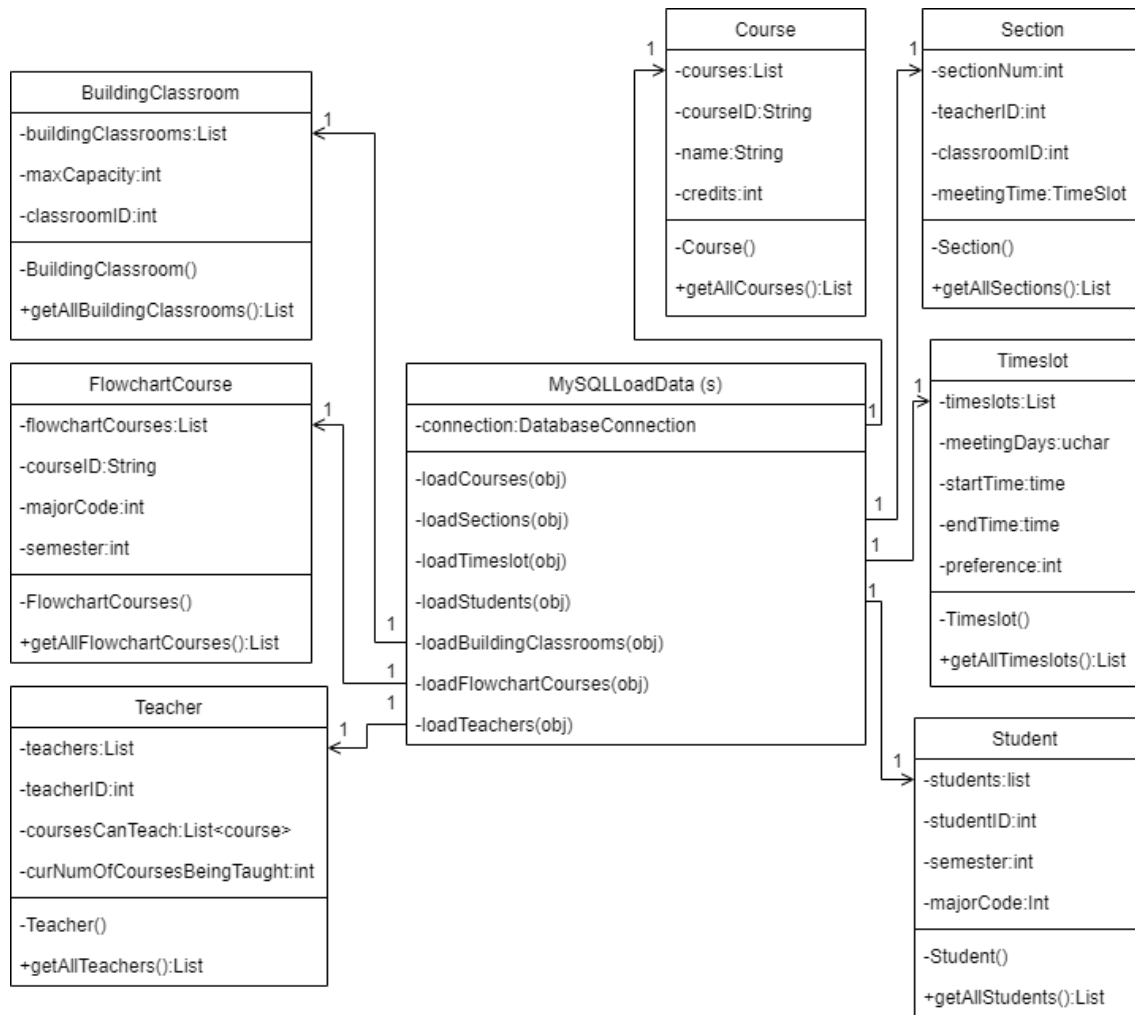 BuildingClassroom
-buildingClassrooms:List
-maxCapacity:int
-classroomID:int
-BuildingClassroom()
+getAllBuildingClassrooms():List
1
FlowchartCourse
-flowchartCourses:List
-courseID:String
-majorCode:int
-semester:int
-FlowchartCourses()
+getAllFlowchartCourses():List
1
Teacher
-teachers:List
-teacherID:int
-coursesCanTeach:List<course>
-curNumOfCoursesBeingTaught:int
-Teacher()
+getAllTeachers():List
1
MySQLLoadData (s)
-connection:DatabaseConnection
-loadCourses(obj)
-loadSections(obj)
-loadTimeslot(obj)
-loadStudents(obj)
-loadBuildingClassrooms(obj)
-loadFlowchartCourses(obj)
-loadTeachers(obj)
1
1
1
1
1
1
1
1
Course
-courses:List
-courseID:String
-name:String
-credits:int
-Course()
+getAllCourses():List
1
Section
-sectionNum:int
-teacherID:int
-classroomID:int
-meetingTime:TimeSlot
-Section()
+getAllSections():List
1
Timeslot
-timeslots:List
-meetingDays:uchar
-startTime:time
-endTime:time
-preference:int
-Timeslot()
+getAllTimeslots():List
1
Student
-students:list
-studentID:int
-semester:int
-majorCode:Int
-Student()
+getAllStudents():List